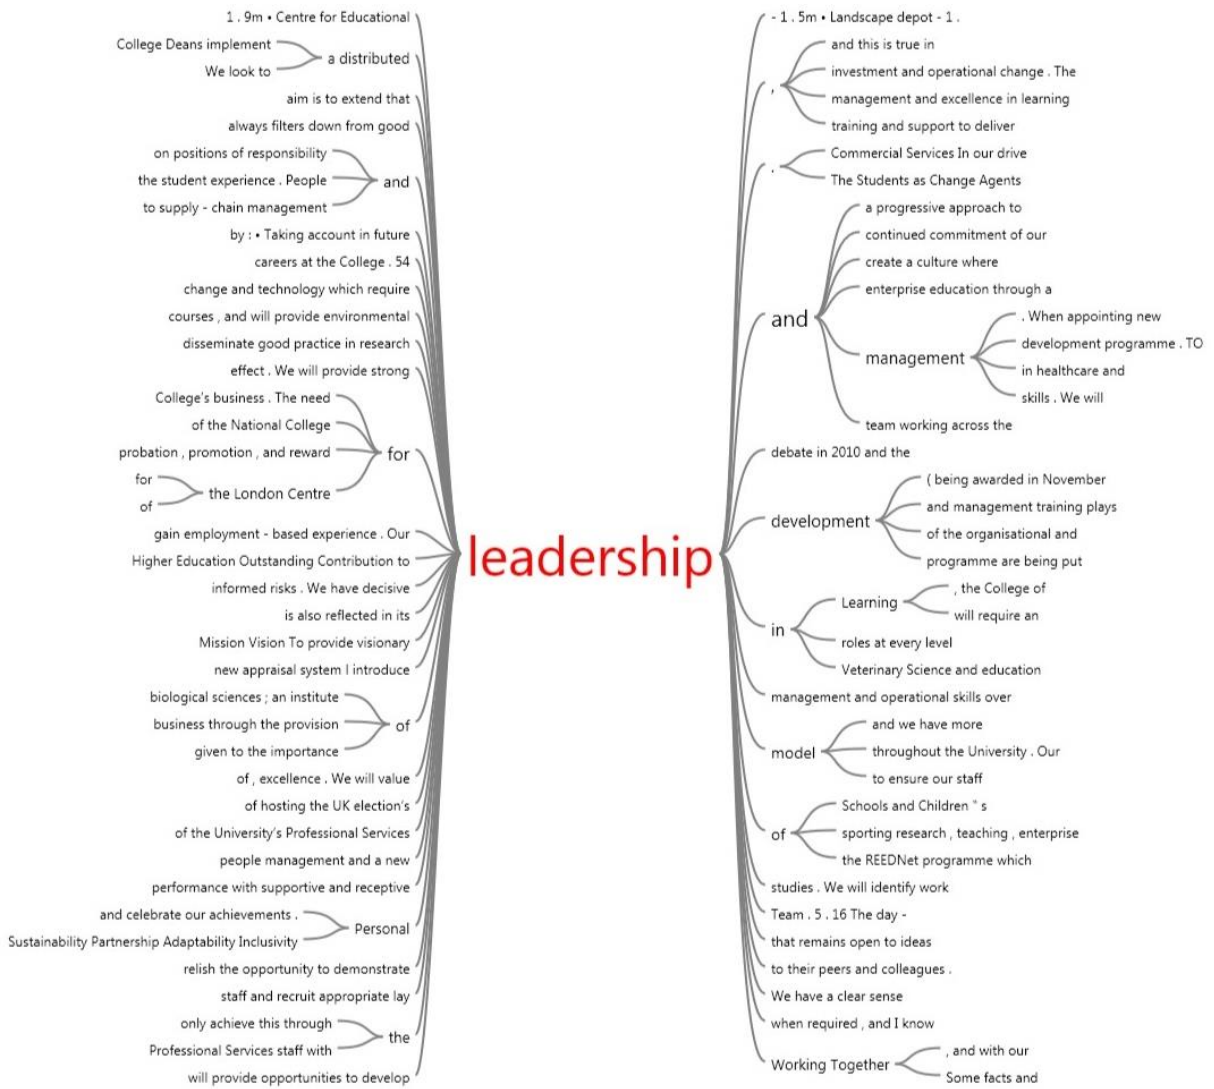 1 . 9m • Centre for Educational
College Deans implement
We look to
a distributed
aim is to extend that
always filters down from good
on positions of responsibility
the student experience . People
to supply - chain management
and
by : • Taking account in future
careers at the College . 54
change and technology which require
courses , and will provide environmental
disseminate good practice in research
effect . We will provide strong
College's business . The need
of the National College
probation , promotion , and reward
for
of
the London Centre
for
gain employment - based experience . Our
Higher Education Outstanding Contribution to
informed risks . We have decisive
is also reflected in its
Mission Vision To provide visionary
new appraisal system I introduce
biological sciences ; an institute
business through the provision
given to the importance
of
of , excellence . We will value
of hosting the UK election's
of the University's Professional Services
people management and a new
performance with supportive and receptive
and celebrate our achievements .
Sustainability Partnership Adaptability Inclusivity
Personal
relish the opportunity to demonstrate
staff and recruit appropriate lay
only achieve this through
Professional Services staff with
the
will provide opportunities to develop
leadership
- 1 . 5m • Landscape depot - 1 .
,
and this is true in
investment and operational change . The
management and excellence in learning
training and support to deliver
.
Commercial Services In our drive
The Students as Change Agents
and
a progressive approach to
continued commitment of our
create a culture where
enterprise education through a
management
. When appointing new
development programme . TO
in healthcare and
skills . We will
team working across the
debate in 2010 and the
development
( being awarded in November
and management training plays
of the organisational and
programme are being put
in
Learning
, the College of
will require an
roles at every level
Veterinary Science and education
management and operational skills over
model
and we have more
throughout the University . Our
to ensure our staff
of
Schools and Children " s
sporting research , teaching , enterprise
the REEDNet programme which
studies . We will identify work
Team . 5 . 16 The day -
that remains open to ideas
to their peers and colleagues .
We have a clear sense
when required , and I know
Working Together
, and with our
Some facts and